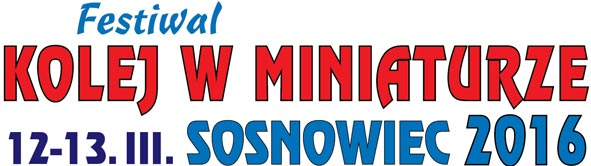 Festiwal
KOLEJ W MINIATURZE
12-13. III. SOSNOWIEC 2016